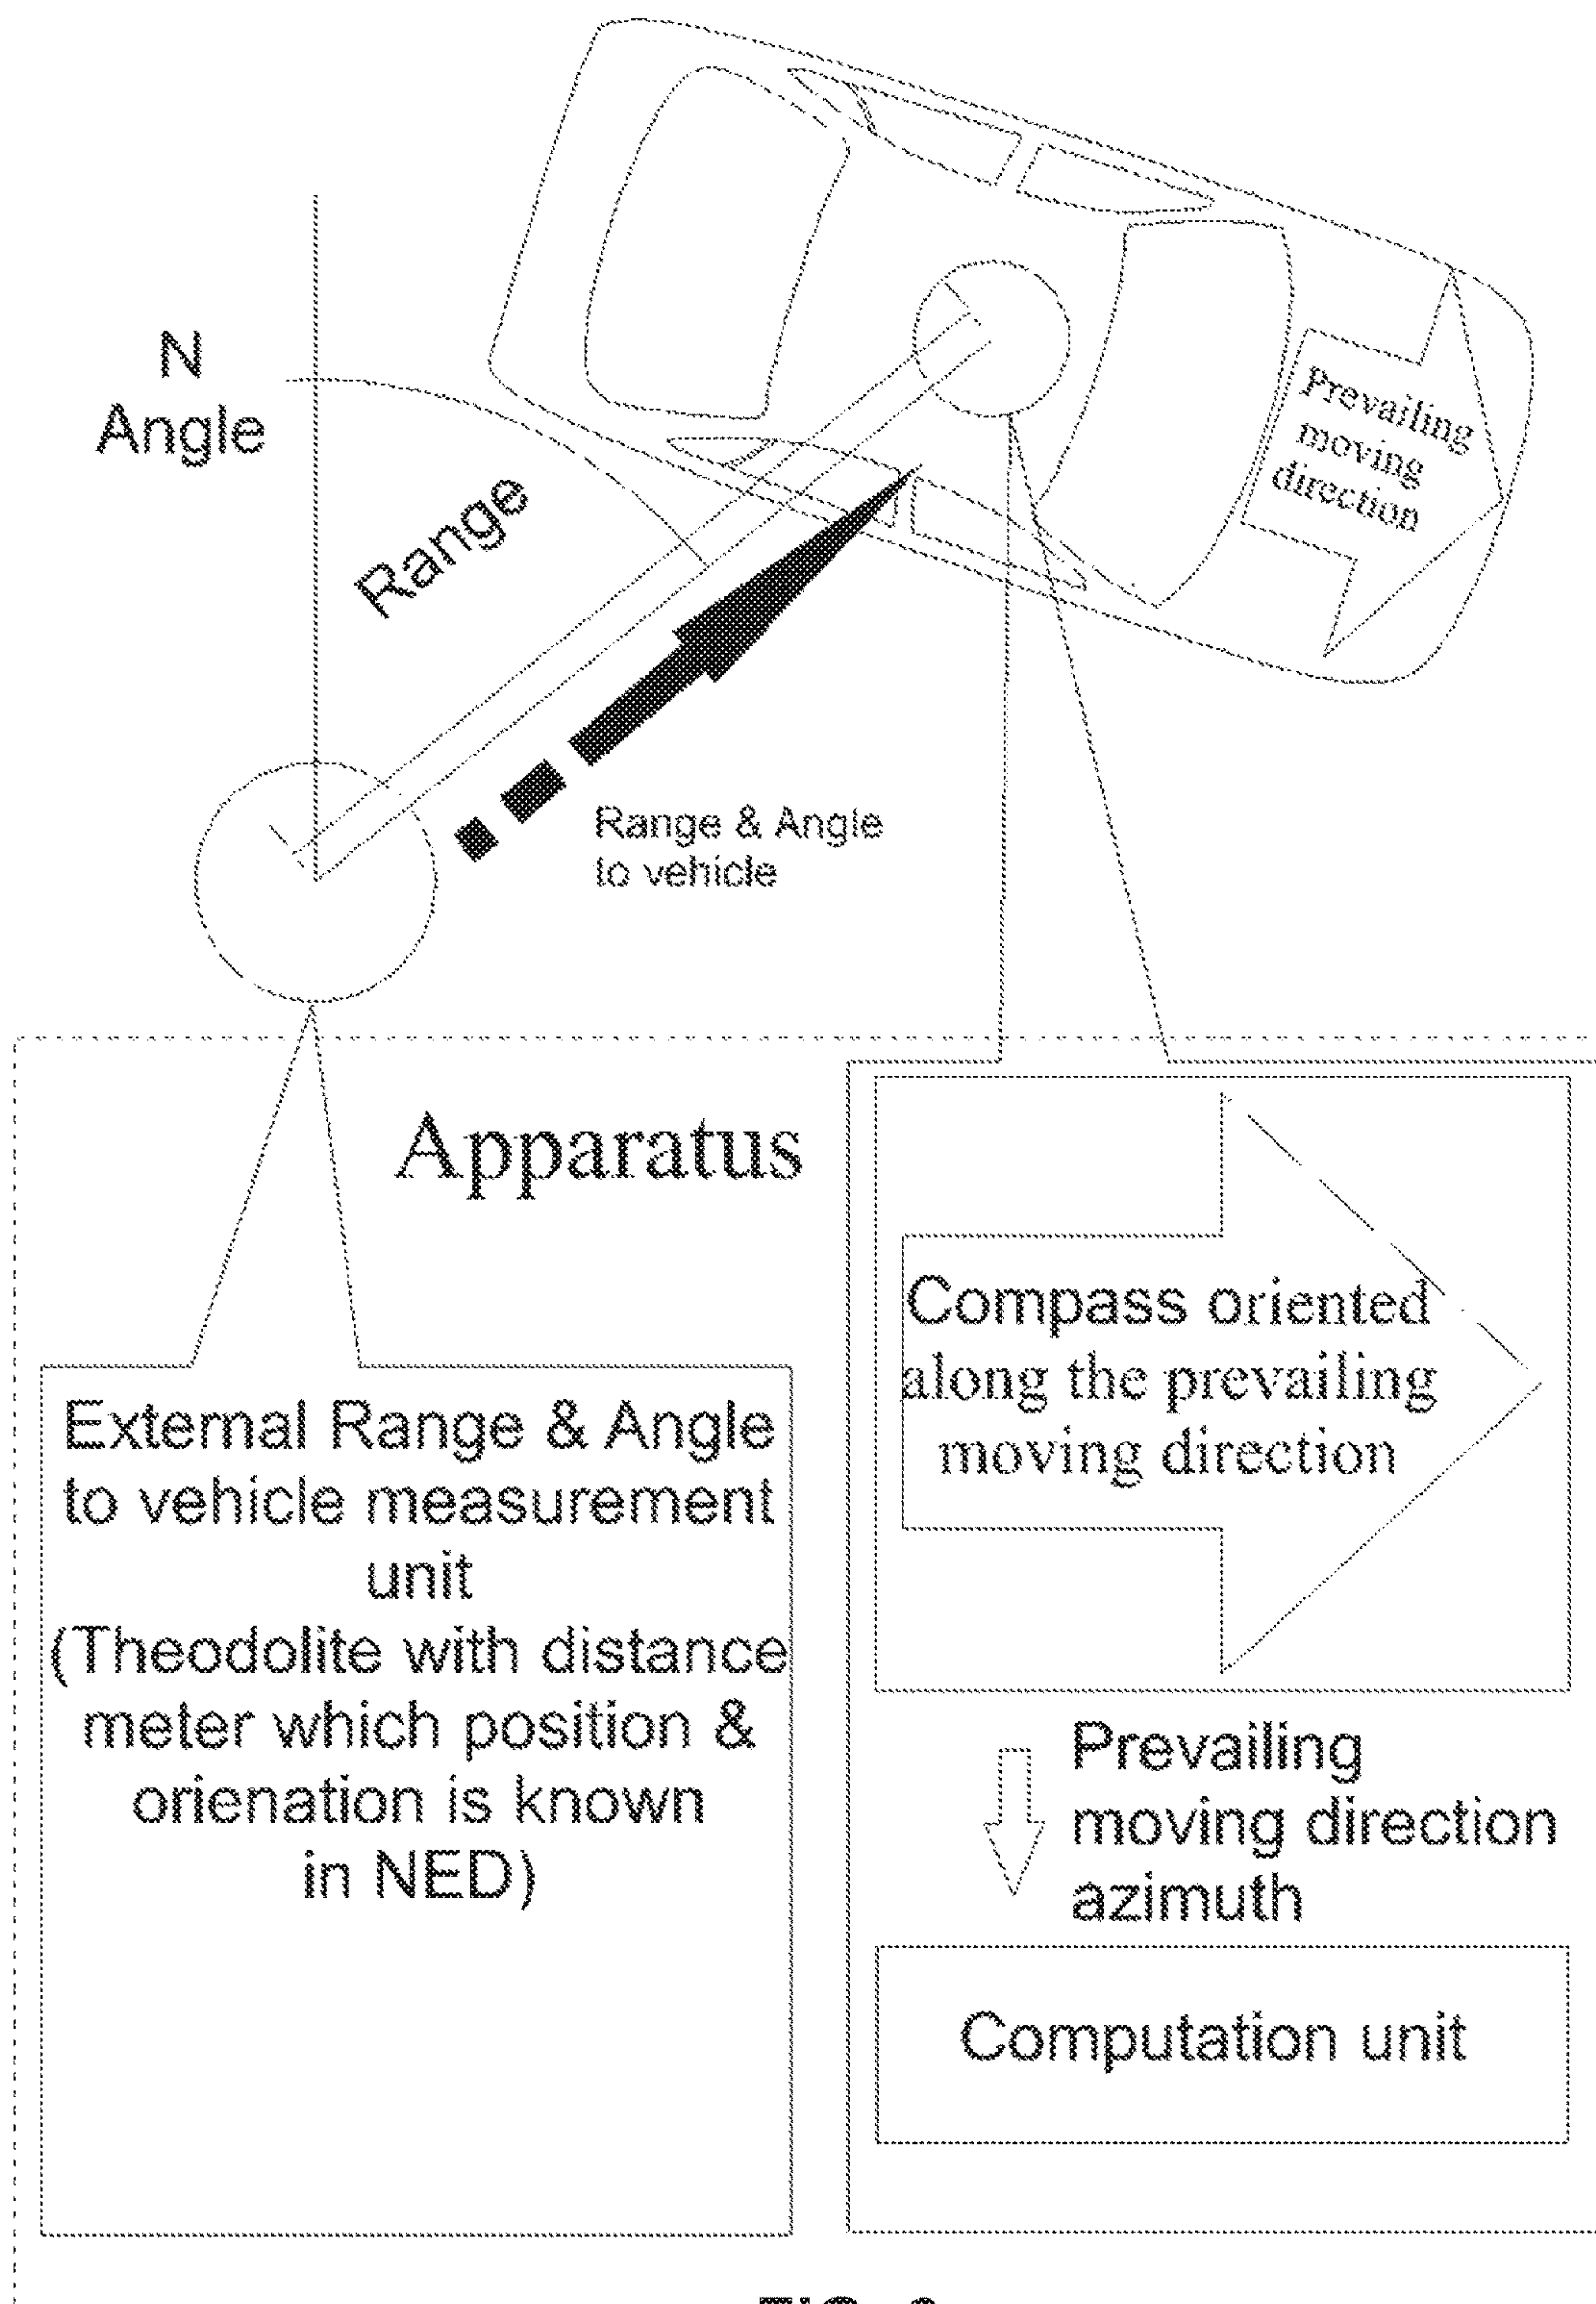 N
Angle
Range
Prevailing
moving
direction
Range & Angle
to vehicle
Apparatus
External Range & Angle
to vehicle measurement
unit
(Theodolite with distance
meter which position &
orienation is known
in NED)
Compass oriented
along the prevailing
moving direction
Prevailing
moving direction
azimuth
Computation unit